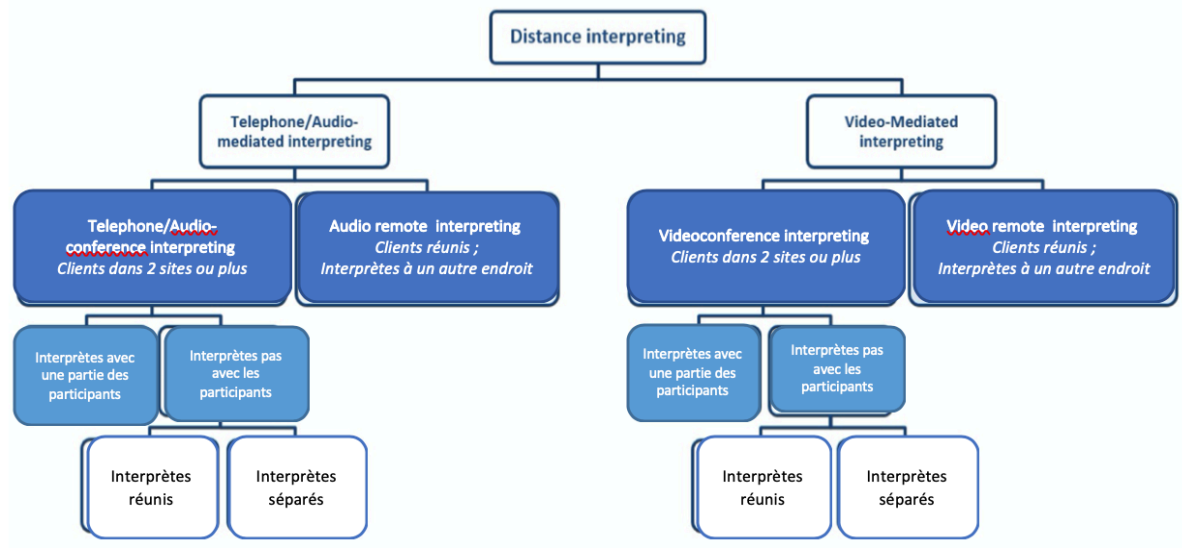 Distance interpreting
Telephone/Audio-
mediated interpreting
Video-Mediated
interpreting
Telephone/Audio-
conference interpreting
Clients dans 2 sites ou plus
Audio remote interpreting
Clients réunis ;
Interprètes à un autre endroit
Videoconference interpreting
Clients dans 2 sites ou plus
Video remote interpreting
Clients réunis ;
Interprètes à un autre endroit
Interprètes avec
une partie des
participants
Interprètes pas
avec les
participants
Interprètes avec
une partie des
participants
Interprètes pas
avec les
participants
Interprètes
réunis
Interprètes
séparés
Interprètes
réunis
Interprètes
séparés